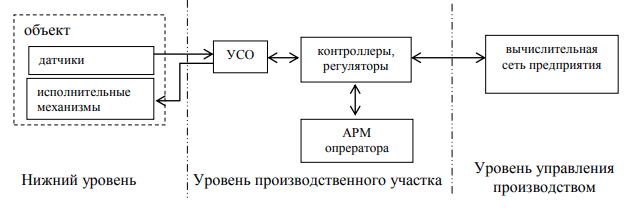 объект
датчики
исполнительные
механизмы
УСО
контроллеры,
регуляторы
АРМ
опрератора
вычислительная
сеть предприятия
Нижний уровень
Уровень производственного участка
Уровень управления
производством